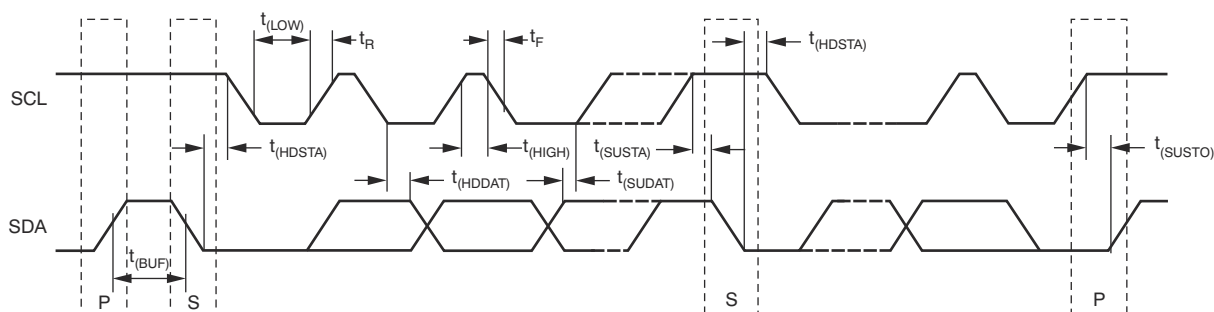 t(LOW)
tR
tF
t(HDSTA)
SCL
t(HDSTA)
t(HIGH)
t(SUSTA)
t(SUSTO)
t(HDDAT)
t(SUDAT)
SDA
t(BUF)
P
S
S
P